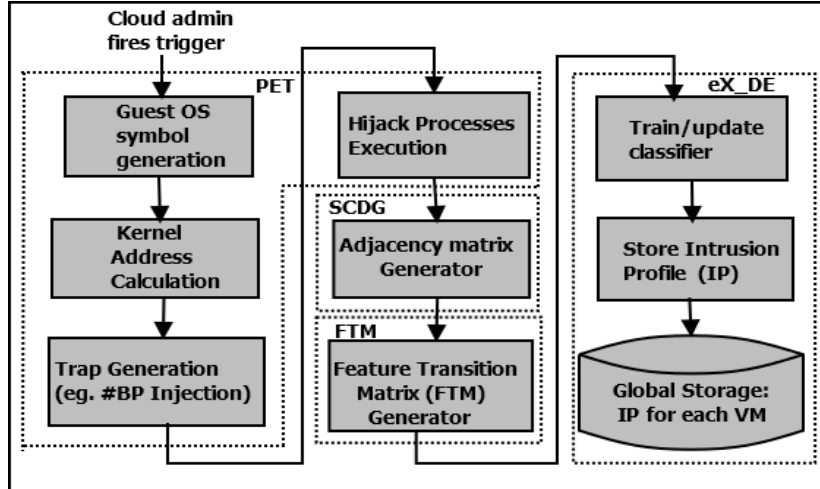 Cloud admin
fires trigger
PET
Guest OS
symbol
generation
Kernel
Address
Calculation
Trap Generation
(eg. #BP Injection)
Hijack Processes
Execution
SCDG
Adjacency matrix
Generator
FTM
Feature Transition
Matrix (FTM)
Generator
eX_DE
Train/update
classifier
Store Intrusion
Profile (IP)
Global Storage:
IP for each VM